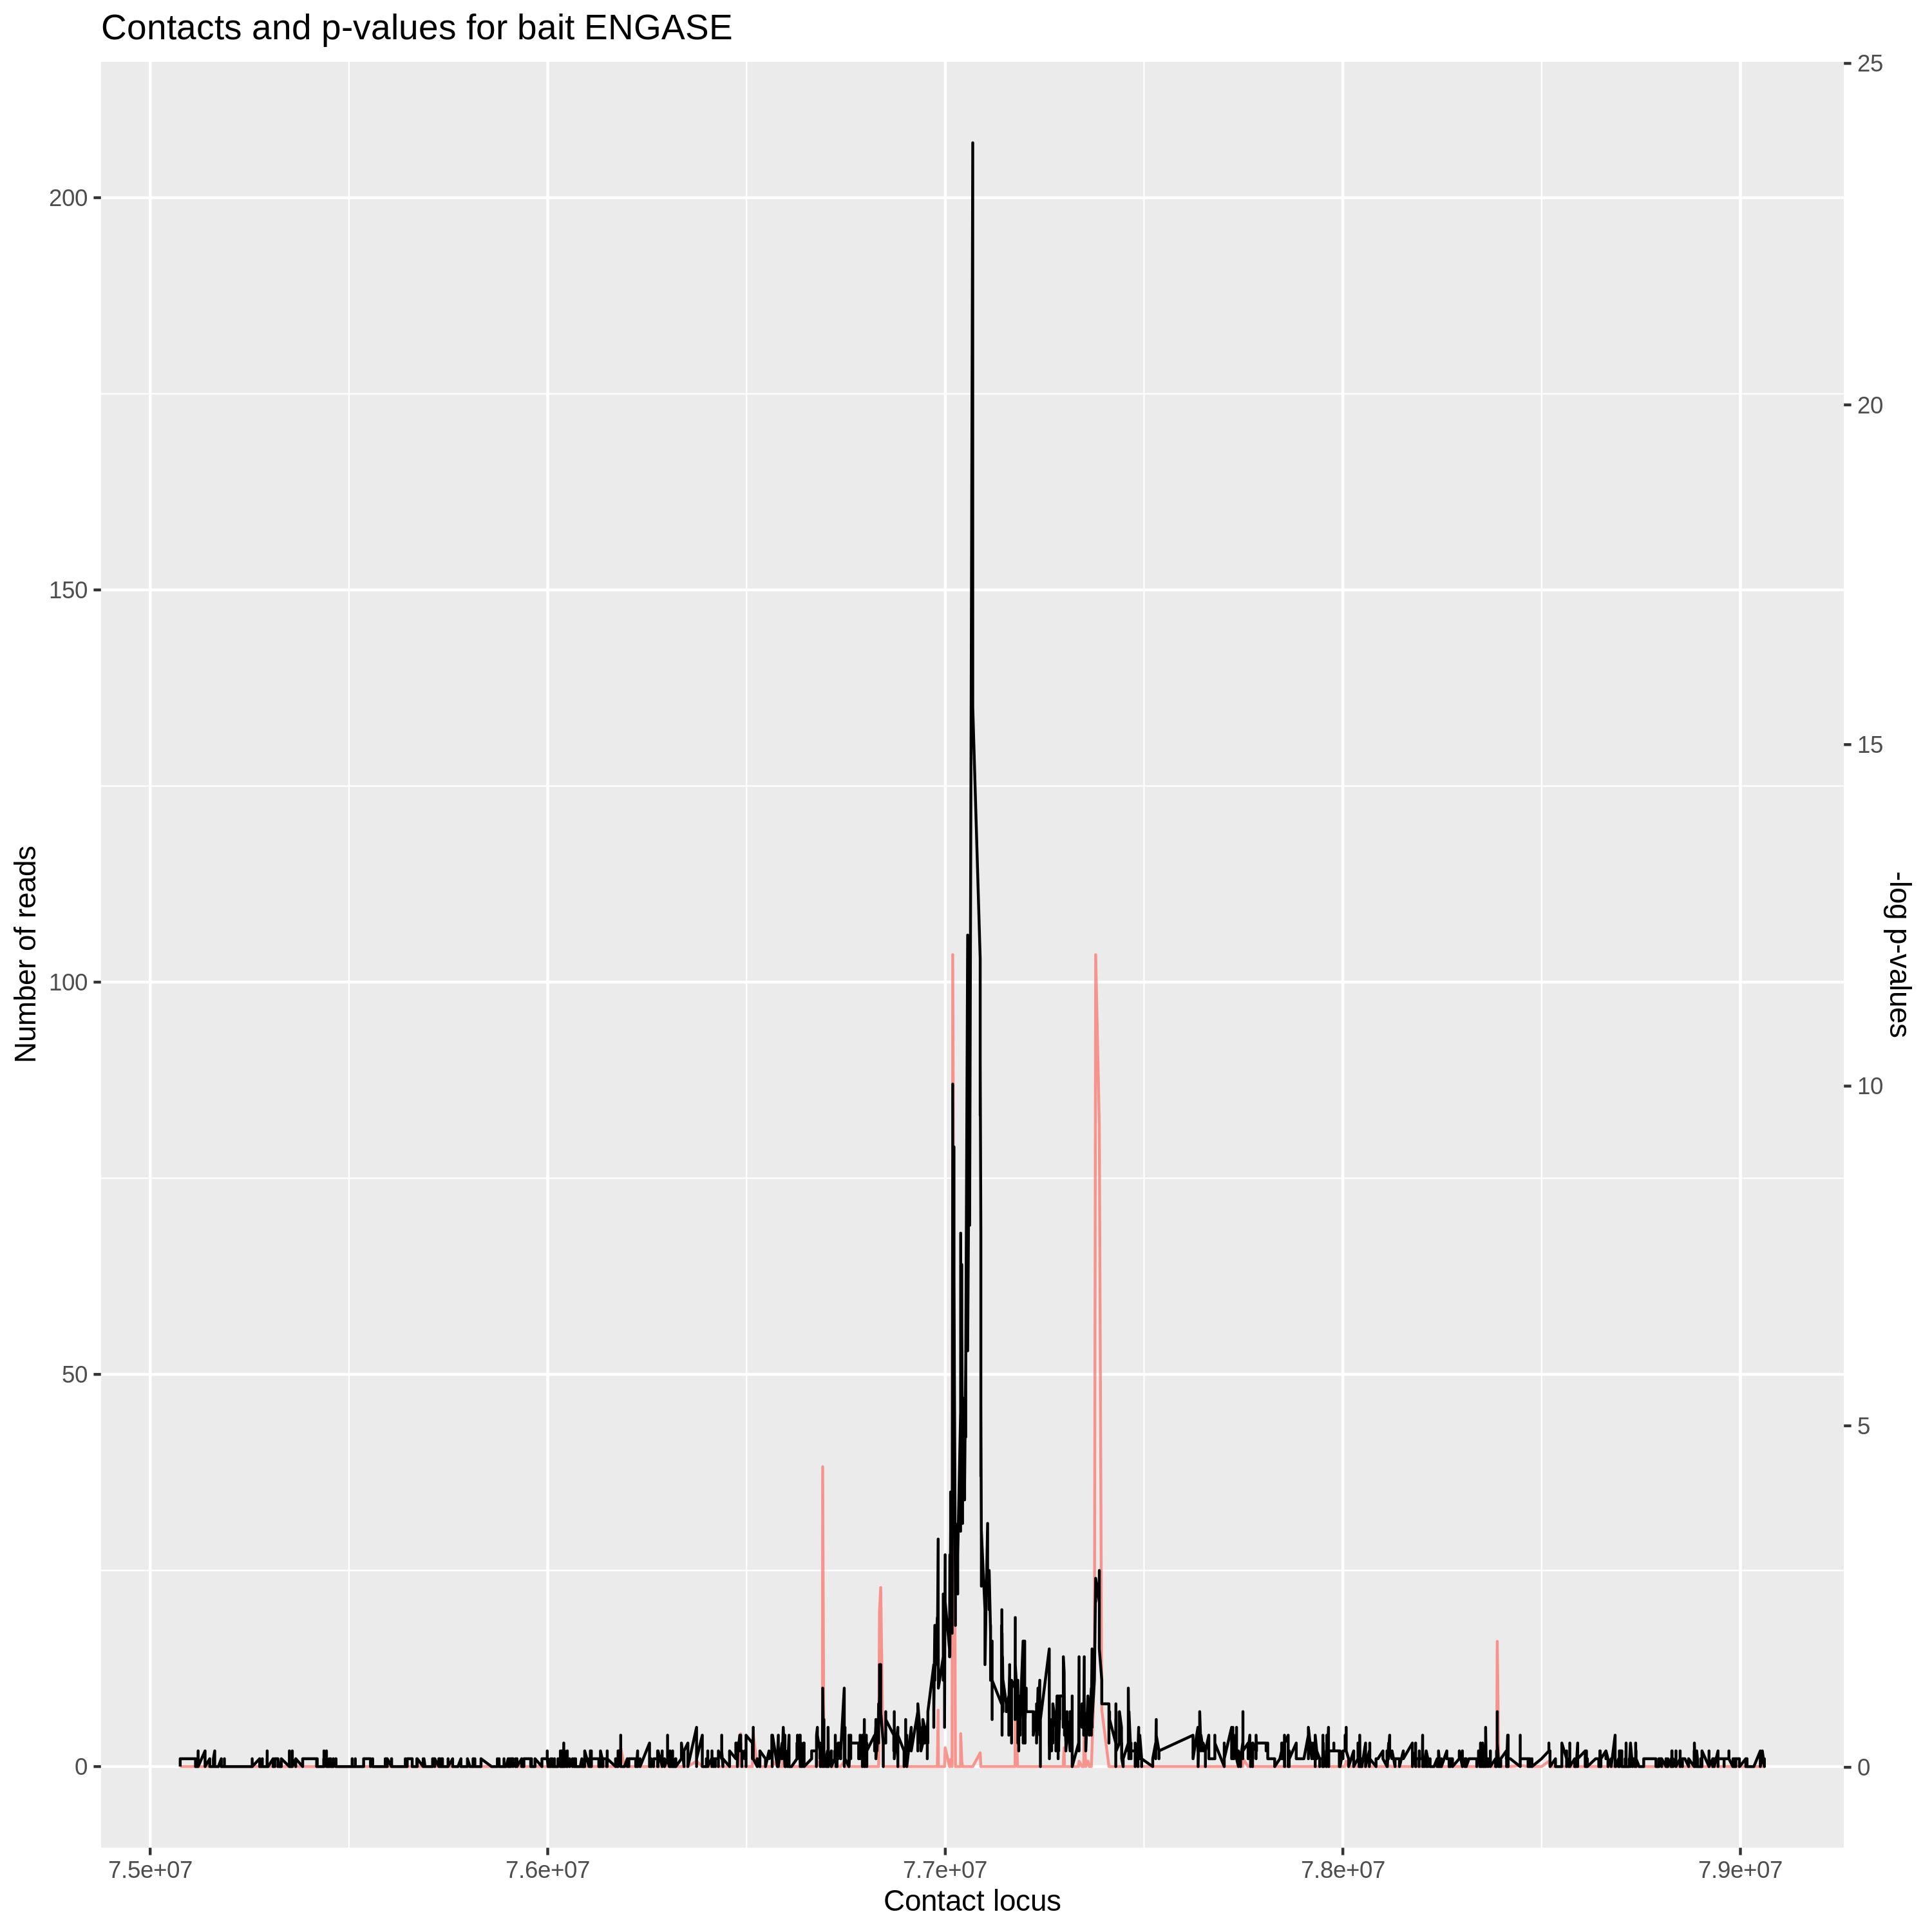 Contacts and p-values for bait ENGASE
25
200
20
150
15
Number of reads
-log p-values
100
10
50
5
0
0
7.5e+07
7.6e+07
7.7e+07
7.8e+07
7.9e+07
Contact locus